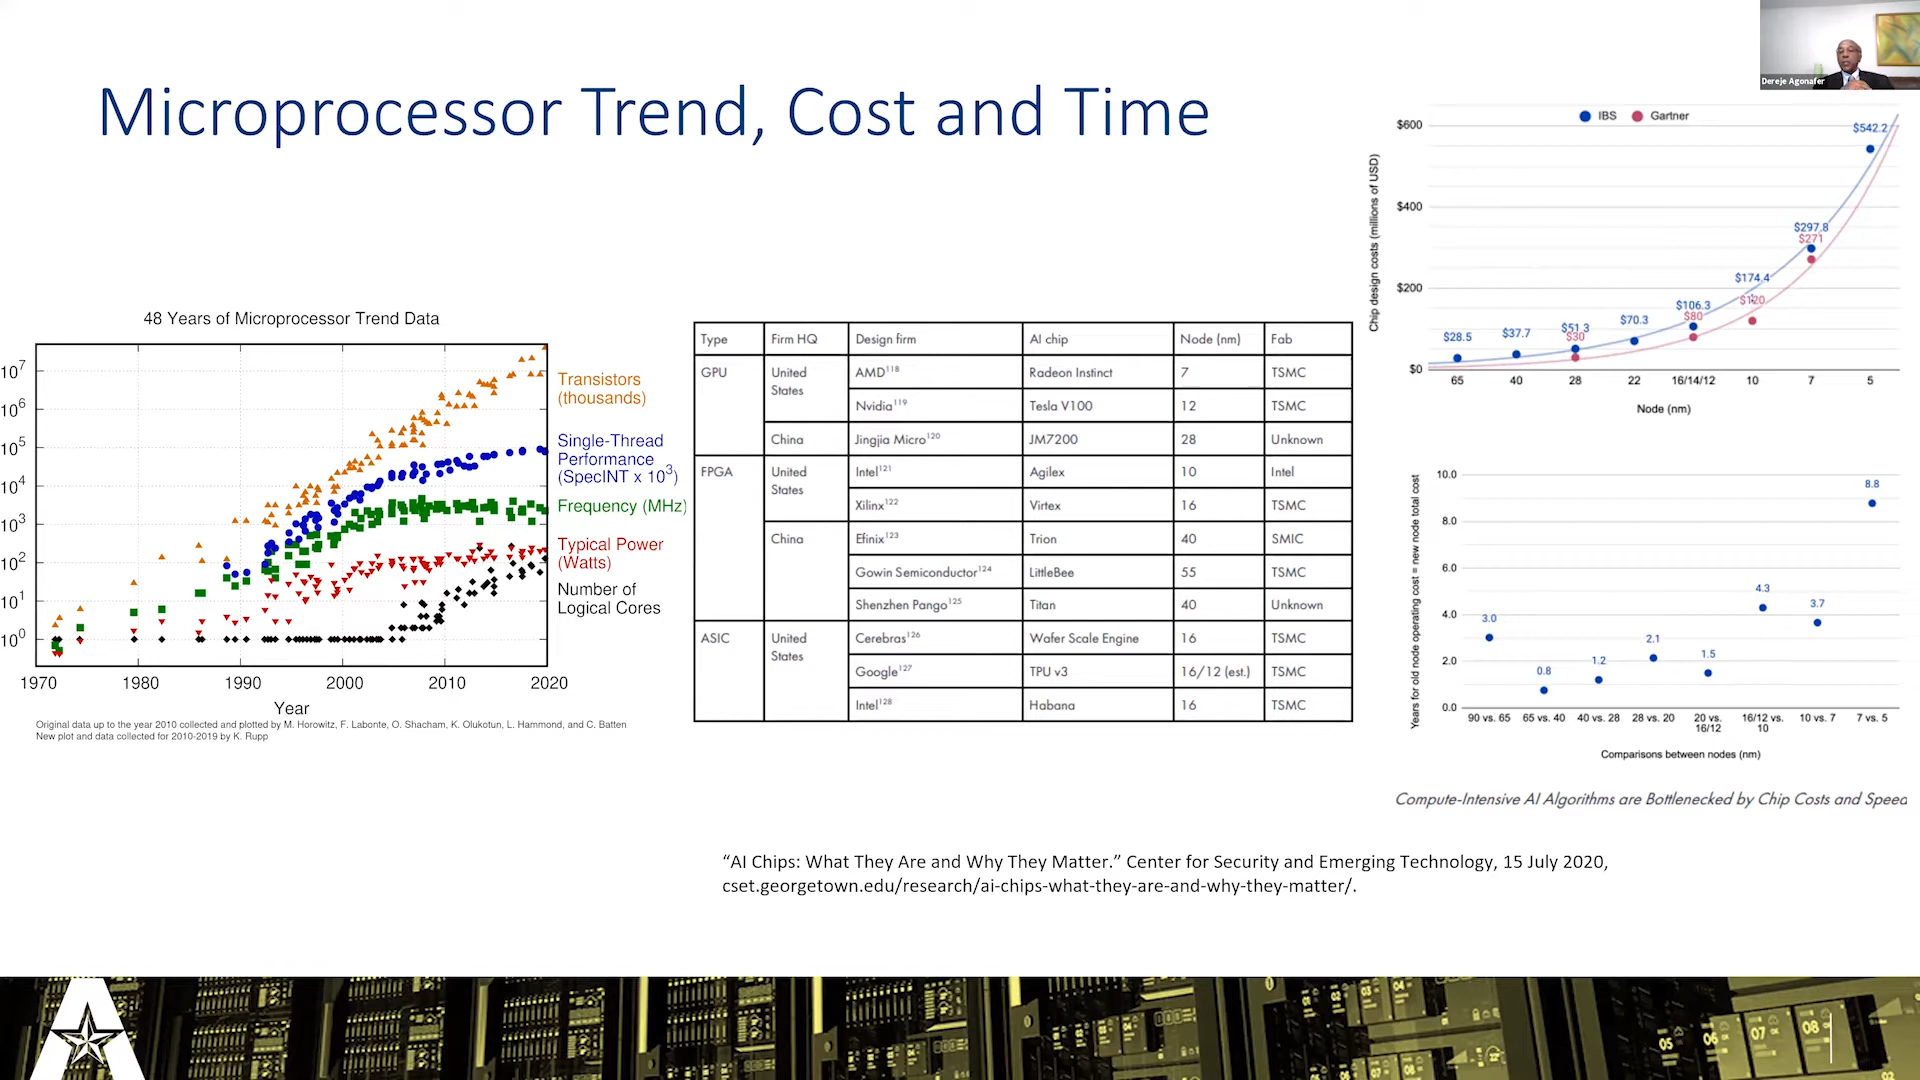 Dereje Agonafer
Microprocessor Trend, Cost and Time
48 Years of Microprocessor Trend Data
10^7
10^6
10^5
10^4
10^3
10^2
10^1
10^0
Transistors
(thousands)
Single-Thread
Performance
(SpecINT x 10^3)
Frequency (MHz)
Typical Power
(Watts)
Number of
Logical Cores
1970 1980 1990 2000 2010 2020
Year
Original data up to the year 2010 collected and plotted by M. Horowitz, F. Labonte, O. Shacham, K. Olukotun, L. Hammond, and C. Batten
New plot and data collected for 2010-2019 by K. Rupp
Type Firm HQ Design firm AI chip Node (nm) Fab
GPU United States AMD118 Radeon Instinct 7 TSMC
Nvidia119 Tesla V100 12 TSMC
China Jingjia Micro120 JM7200 28 Unknown
FPGA United States Intel121 Agilex 10 Intel
Xilinx122 Virtex 16 TSMC
China Efinix123 Trion 40 SMIC
Gowin Semiconductor124 LittleBee 55 TSMC
Shenzhen Pango125 Titan 40 Unknown
ASIC United States Cerebras126 Wafer Scale Engine 16 TSMC
Google127 TPU v3 16/12 (est.) TSMC
Intel128 Habana 16 TSMC
IBS Gartner
Chip design costs (millions of USD)
$600
$400
$200
$0
$28.5
$37.7
$51.3
$30
$70.3
$106.3
$80
$174.4
$120
$297.8
$271
$542.2
65 40 28 22 16/14/12 10 7 5
Node (nm)
Years for old node operating cost = new node total cost
10.0
8.0
6.0
4.0
2.0
0.0
3.0
0.8
1.2
2.1
1.5
4.3
3.7
8.8
90 vs. 65 65 vs. 40 40 vs. 28 28 vs. 20 20 vs. 16/12 16/12 vs. 10 10 vs. 7 7 vs. 5
Comparisons between nodes (nm)
Compute-Intensive AI Algorithms are Bottlenecked by Chip Costs and Speed
“AI Chips: What They Are and Why They Matter.” Center for Security and Emerging Technology, 15 July 2020,
cset.georgetown.edu/research/ai-chips-what-they-are-and-why-they-matter/.
05 06 07 08